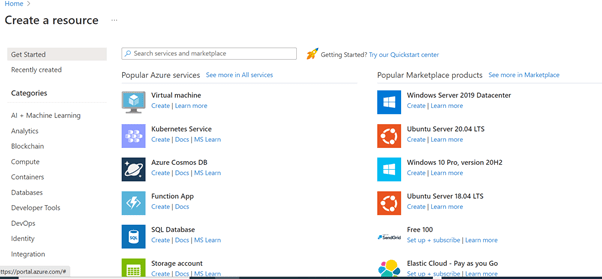 Home >
Create a resource ...
Get Started
Recently created
Categories
AI + Machine Learning
Analytics
Blockchain
Compute
Containers
Databases
Developer Tools
DevOps
Identity
Integration
Search services and marketplace
Getting Started? Try our Quickstart center
Popular Azure services See more in All services
Virtual machine
Create | Learn more
Kubernetes Service
Create | Docs | MS Learn
Azure Cosmos DB
Create | Docs | MS Learn
Function App
Create | Docs
SQL Database
Create | Docs | MS Learn
Storage account
Create | Docs | MS Learn
Popular Marketplace products See more in Marketplace
Windows Server 2019 Datacenter
Create | Learn more
Ubuntu Server 20.04 LTS
Create | Learn more
Windows 10 Pro, version 20H2
Create | Learn more
Ubuntu Server 18.04 LTS
Create | Learn more
SendGrid
Free 100
Set up + subscribe | Learn more
Elastic Cloud - Pay as you Go
Set up + subscribe | Learn more
ttps://portal.azure.com/#